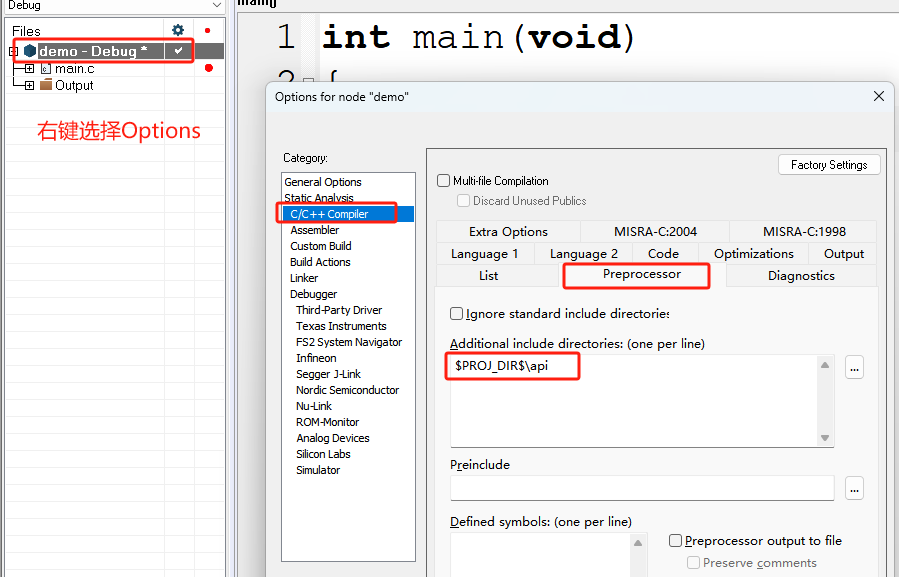 Debug
main()
Files
demo - Debug *
main.c
Output
右键选择Options
1 int main(void)
2 {
Options for node "demo"
Category:
General Options
Static Analysis
C/C++ Compiler
Assembler
Custom Build
Build Actions
Linker
Debugger
Third-Party Driver
Texas Instruments
FS2 System Navigator
Infineon
Segger J-Link
Nordic Semiconductor
Nu-Link
ROM-Monitor
Analog Devices
Silicon Labs
Simulator
Factory Settings
Multi-file Compilation
Discard Unused Publics
Extra Options MISRA-C:2004 MISRA-C:1998
Language 1 Language 2 Code Optimizations Output
List Preprocessor Diagnostics
Ignore standard include directories
Additional include directories: (one per line)
$PROJ_DIR$\api
...
Preinclude
...
Defined symbols: (one per line)
Preprocessor output to file
Preserve comments